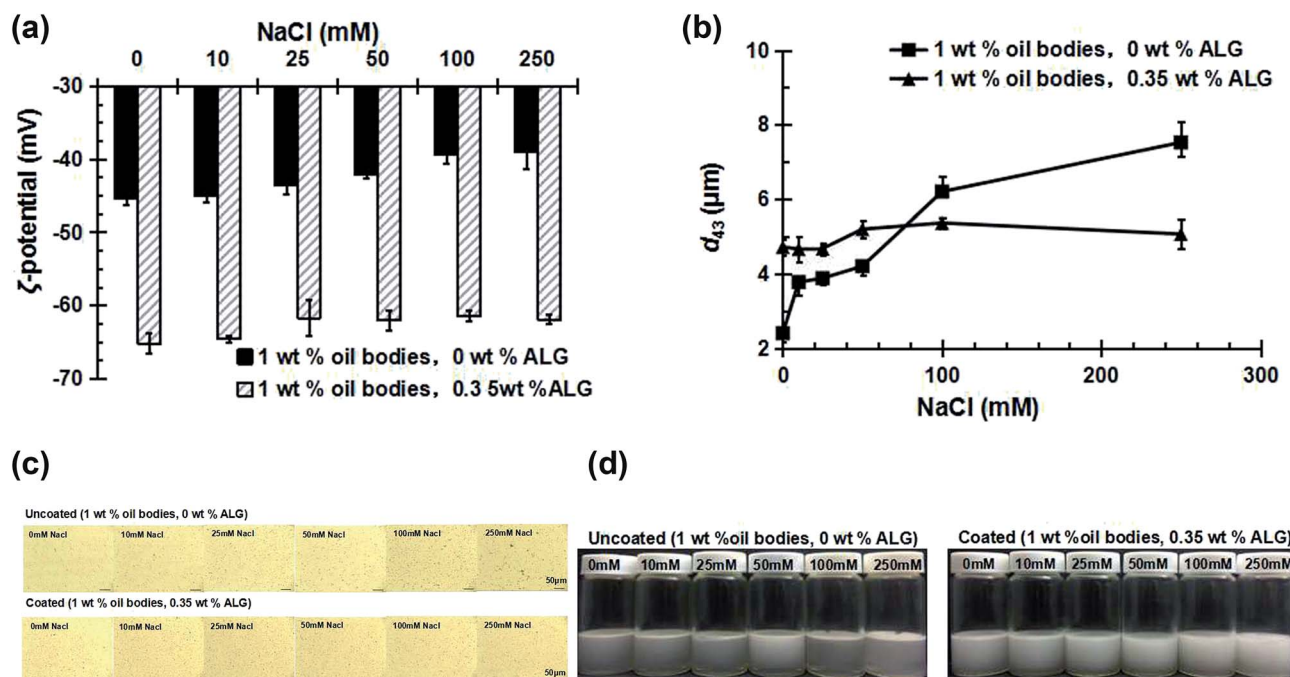 (a)
NaCl (mM)
0 10 25 50 100 250
-30
-40
-50
-60
-70
ζ-potential (mV)
1 wt % oil bodies, 0 wt % ALG
1 wt % oil bodies, 0.3 5wt %ALG
(b)
10
8
6
4
2
d43 (μm)
1 wt % oil bodies, 0 wt % ALG
1 wt % oil bodies, 0.35 wt % ALG
0 100 200 300
NaCl (mM)
(c)
Uncoated (1 wt % oil bodies, 0 wt % ALG)
0mM Nacl 10mM Nacl 25mM Nacl 50mM Nacl 100mM Nacl 250mM Nacl
50μm
Coated (1 wt % oil bodies, 0.35 wt % ALG)
0mM Nacl 10mM Nacl 25mM Nacl 50mM Nacl 100mM Nacl 250mM Nacl
50μm
(d)
Uncoated (1 wt %oil bodies, 0 wt % ALG)
0mM 10mM 25mM 50mM 100mM 250mM
Coated (1 wt %oil bodies, 0.35 wt % ALG)
0mM 10mM 25mM 50mM 100mM 250mM